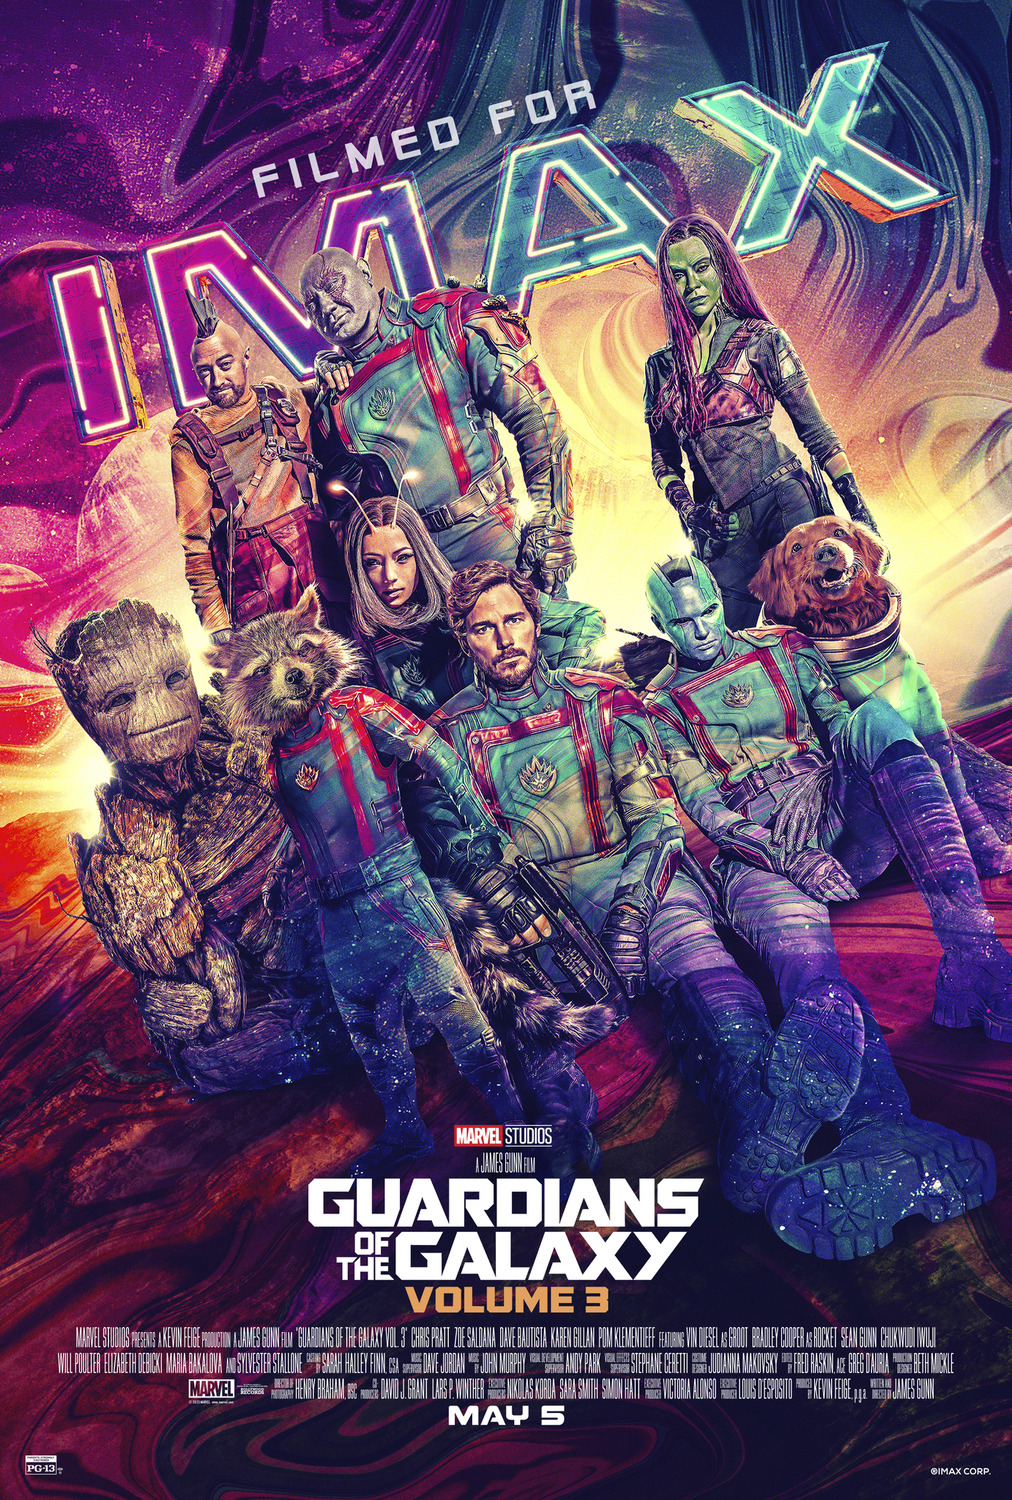 FILMED FOR
IMAX
MARVEL STUDIOS
A JAMES GUNN FILM
GUARDIANS
OF THE GALAXY
VOLUME 3
MARVEL STUDIOS PRESENTS A KEVIN FEIGE PRODUCTION A JAMES GUNN FILM "GUARDIANS OF THE GALAXY VOL. 3" CHRIS PRATT ZOE SALDANA DAVE BAUTISTA KAREN GILLAN POM KLEMENTIEFF FEATURING VIN DIESEL AS GROOT BRADLEY COOPER AS ROCKET SEAN GUNN CHUKWUDI IWUJI
WILL POULTER ELIZABETH DEBICKI MARIA BAKALOVA AND SYLVESTER STALLONE CASTING BY SARAH HALLEY FINN, CSA MUSIC SUPERVISOR DAVE JORDAN MUSIC BY JOHN MURPHY VISUAL DEVELOPMENT SUPERVISOR ANDY PARK VISUAL EFFECTS SUPERVISOR STEPHANE CERETTI COSTUME DESIGNER JUDIANNA MAKOVSKY EDITED BY FRED RASKIN, ACE GREG D'AURIA PRODUCTION DESIGNER BETH MICKLE
MARVEL RECORDS DIRECTOR OF PHOTOGRAPHY HENRY BRAHAM, BSC CO-PRODUCERS DAVID J. GRANT LARS P. WINTHER EXECUTIVE PRODUCERS NIKOLAS KORDA SARA SMITH SIMON HATT EXECUTIVE PRODUCER VICTORIA ALONSO EXECUTIVE PRODUCER LOUIS D'ESPOSITO PRODUCED BY KEVIN FEIGE, p.g.a. WRITTEN AND DIRECTED BY JAMES GUNN
MAY 5
PG-13
©IMAX CORP.